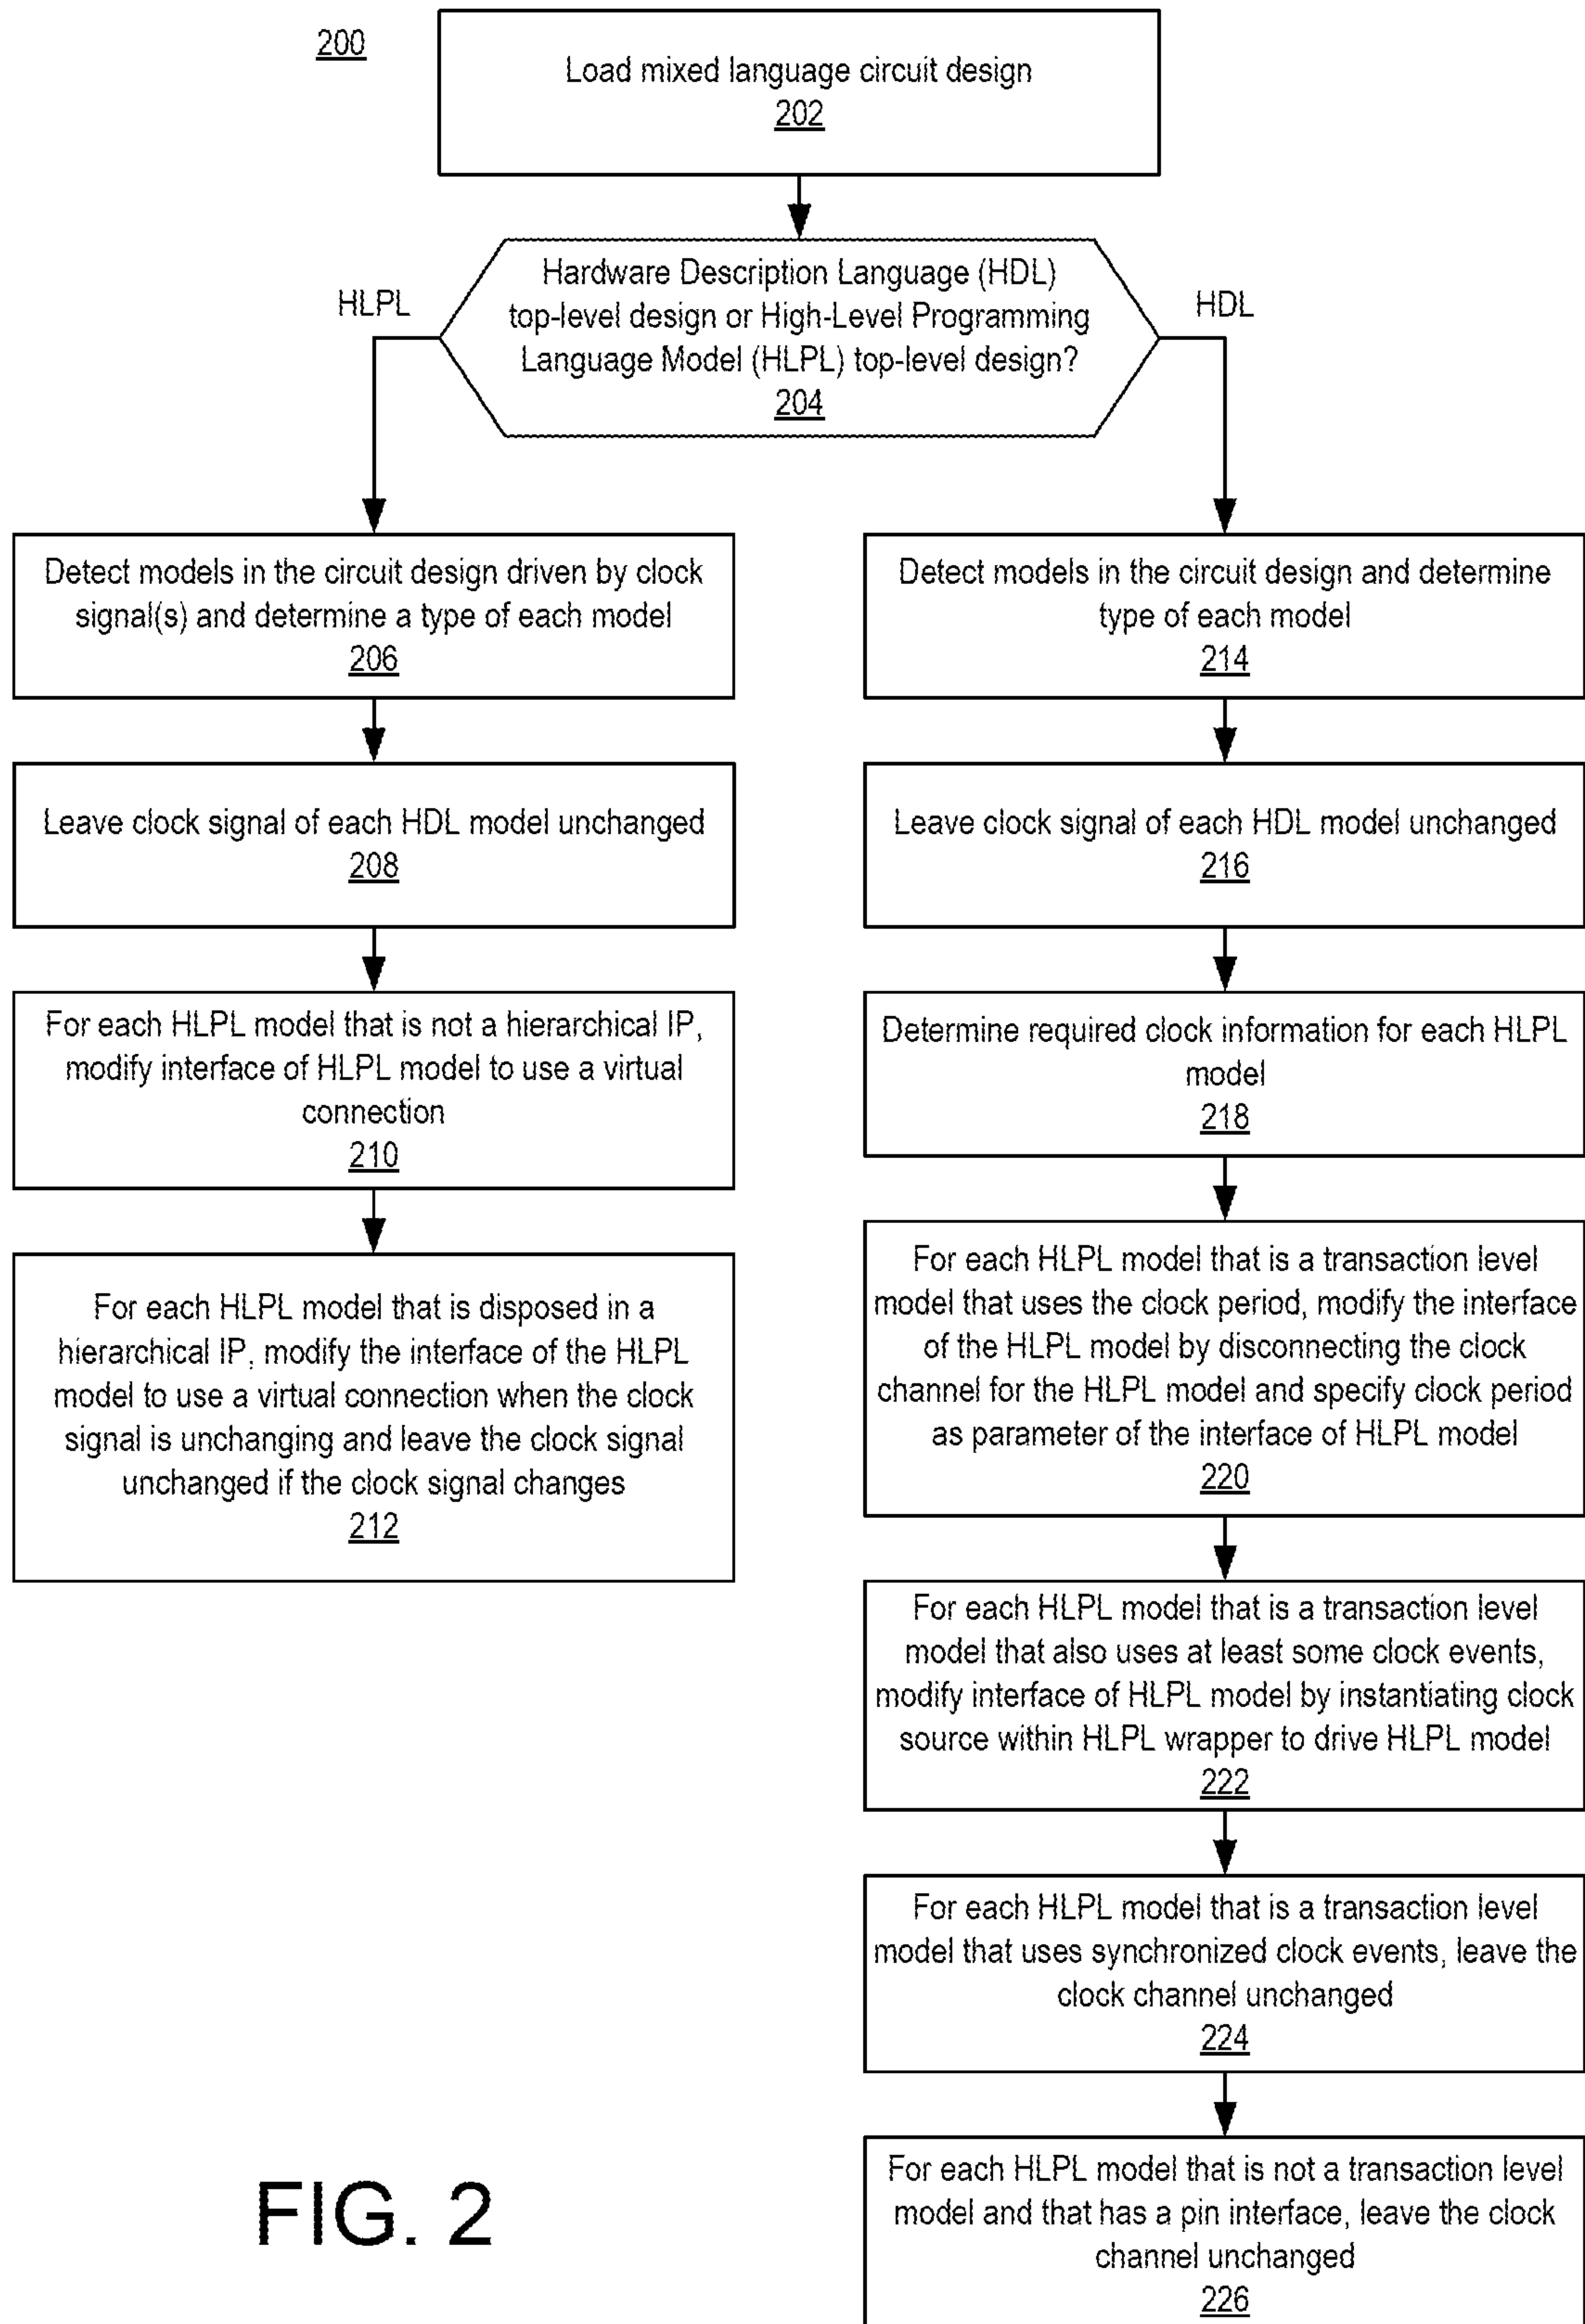 200
Load mixed language circuit design
202
Hardware Description Language (HDL)
top-level design or High-Level Programming
Language Model (HLPL) top-level design?
204
HLPL
HDL
Detect models in the circuit design driven by clock
signal(s) and determine a type of each model
206
Leave clock signal of each HDL model unchanged
208
For each HLPL model that is not a hierarchical IP,
modify interface of HLPL model to use a virtual
connection
210
For each HLPL model that is disposed in a
hierarchical IP, modify the interface of the HLPL
model to use a virtual connection when the clock
signal is unchanging and leave the clock signal
unchanged if the clock signal changes
212
Detect models in the circuit design and determine
type of each model
214
Leave clock signal of each HDL model unchanged
216
Determine required clock information for each HLPL
model
218
For each HLPL model that is a transaction level
model that uses the clock period, modify the interface
of the HLPL model by disconnecting the clock
channel for the HLPL model and specify clock period
as parameter of the interface of HLPL model
220
For each HLPL model that is a transaction level
model that also uses at least some clock events,
modify interface of HLPL model by instantiating clock
source within HLPL wrapper to drive HLPL model
222
For each HLPL model that is a transaction level
model that uses synchronized clock events, leave the
clock channel unchanged
224
For each HLPL model that is not a transaction level
model and that has a pin interface, leave the clock
channel unchanged
226
FIG. 2